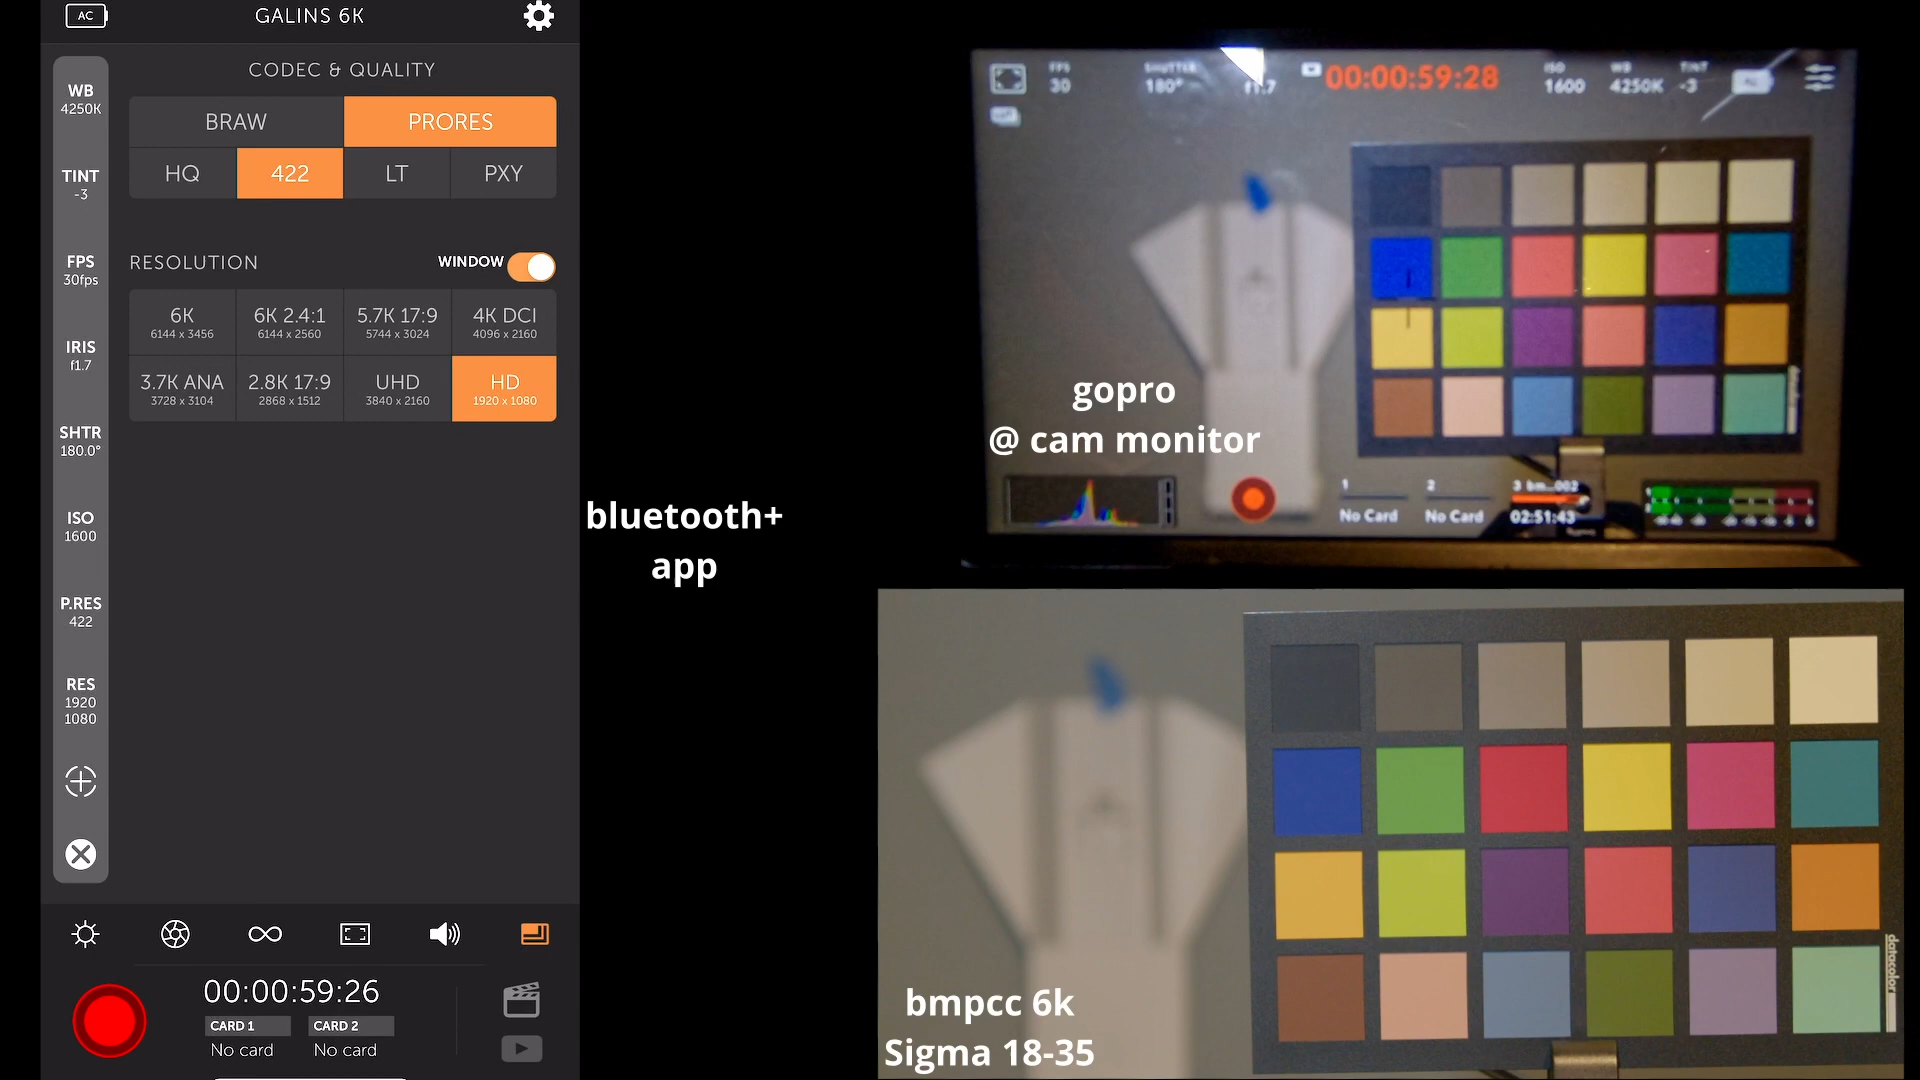 AC
GALINS 6K
WB
4250K
TINT
-3
FPS
30fps
IRIS
f1.7
SHTR
180.0°
ISO
1600
P.RES
422
RES
1920
1080
CODEC & QUALITY
BRAW PRORES
HQ 422 LT PXY
RESOLUTION WINDOW
6K 6K 2.4:1 5.7K 17:9 4K DCI
6144 x 3456 6144 x 2560 5744 x 3024 4096 x 2160
3.7K ANA 2.8K 17:9 UHD HD
3728 x 3104 2868 x 1512 3840 x 2160 1920 x 1080
00:00:59:26
CARD 1 CARD 2
No card No card
bluetooth+
app
FPS SHUTTER 00:00:59:28 ISO WB TINT
30 180° f1.7 1600 4250K -3
gopro
@ cam monitor
1 2 3
No Card No Card 02:51:43
bmpcc 6k
Sigma 18-35
datacolor